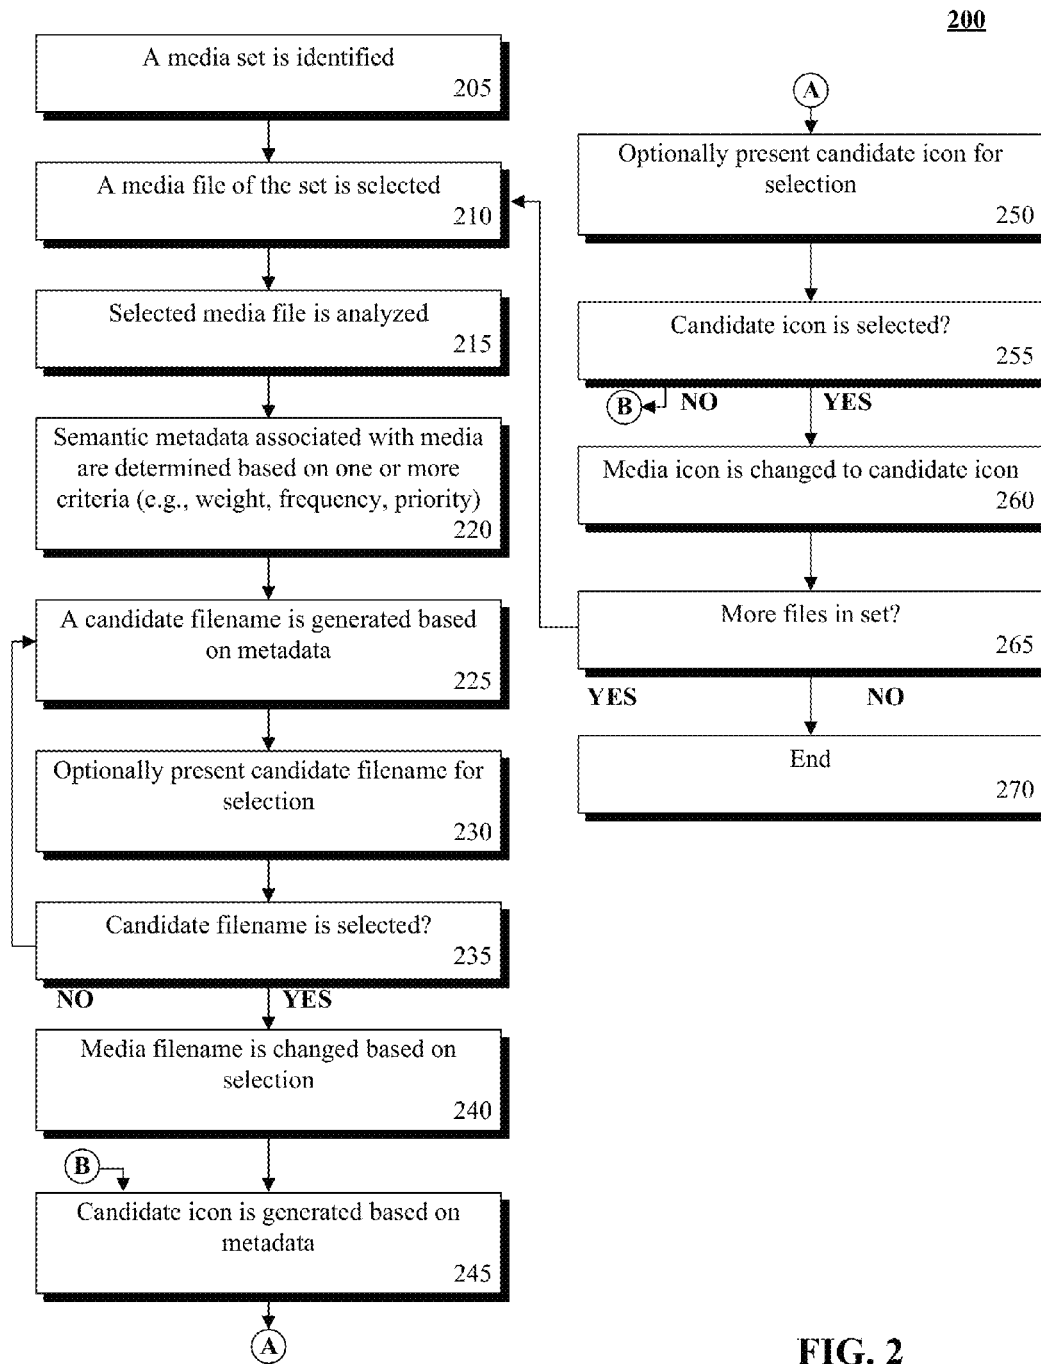 200
A media set is identified
205
A media file of the set is selected
210
Selected media file is analyzed
215
Semantic metadata associated with media
are determined based on one or more
criteria (e.g., weight, frequency, priority)
220
A candidate filename is generated based
on metadata
225
Optionally present candidate filename for
selection
230
Candidate filename is selected?
235
NO YES
Media filename is changed based on
selection
240
B
Candidate icon is generated based on
metadata
245
A
A
Optionally present candidate icon for
selection
250
Candidate icon is selected?
255
B NO YES
Media icon is changed to candidate icon
260
More files in set?
265
YES NO
End
270
FIG. 2